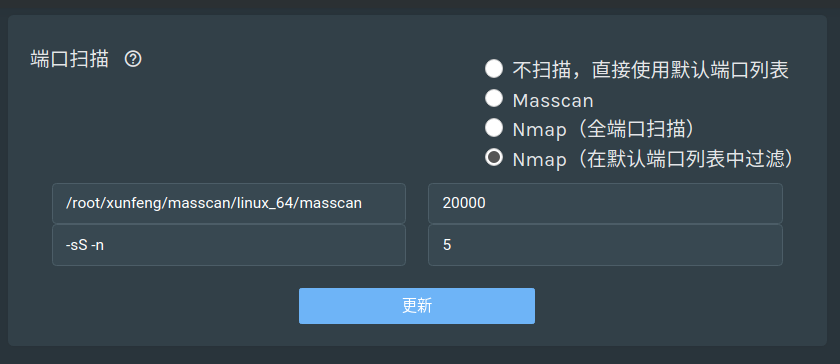 端口扫描
不扫描，直接使用默认端口列表
Masscan
Nmap（全端口扫描）
Nmap（在默认端口列表中过滤）
/root/xunfeng/masscan/linux_64/masscan
20000
-sS -n
5
更新